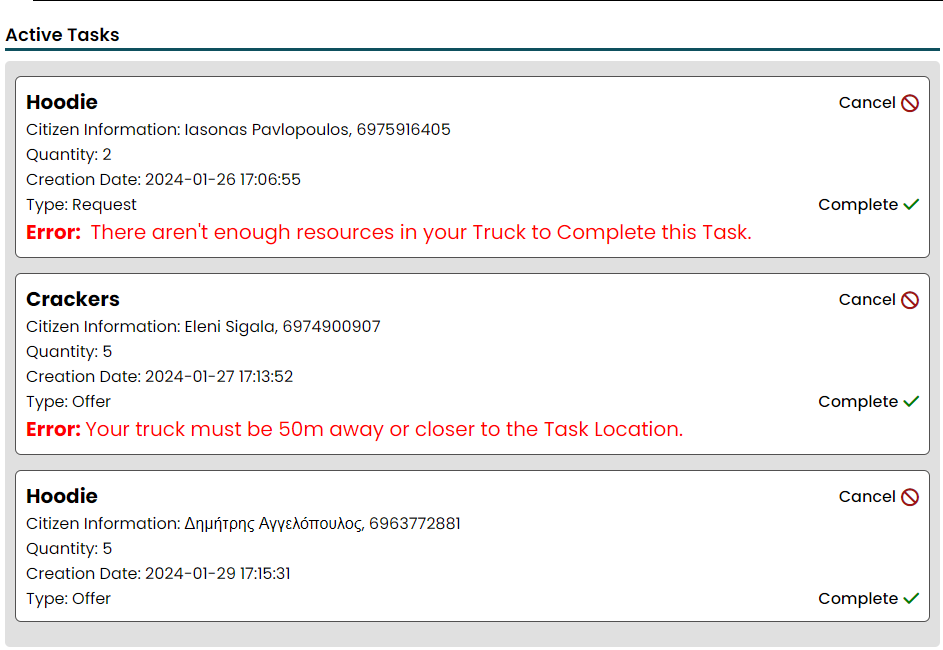 Active Tasks
Hoodie
Cancel
Citizen Information: Iasonas Pavlopoulos, 6975916405
Quantity: 2
Creation Date: 2024-01-26 17:06:55
Type: Request
Complete
Error: There aren't enough resources in your Truck to Complete this Task.
Crackers
Cancel
Citizen Information: Eleni Sigala, 6974900907
Quantity: 5
Creation Date: 2024-01-27 17:13:52
Type: Offer
Complete
Error: Your truck must be 50m away or closer to the Task Location.
Hoodie
Cancel
Citizen Information: Δημήτρης Αγγελόπουλος, 6963772881
Quantity: 5
Creation Date: 2024-01-29 17:15:31
Type: Offer
Complete